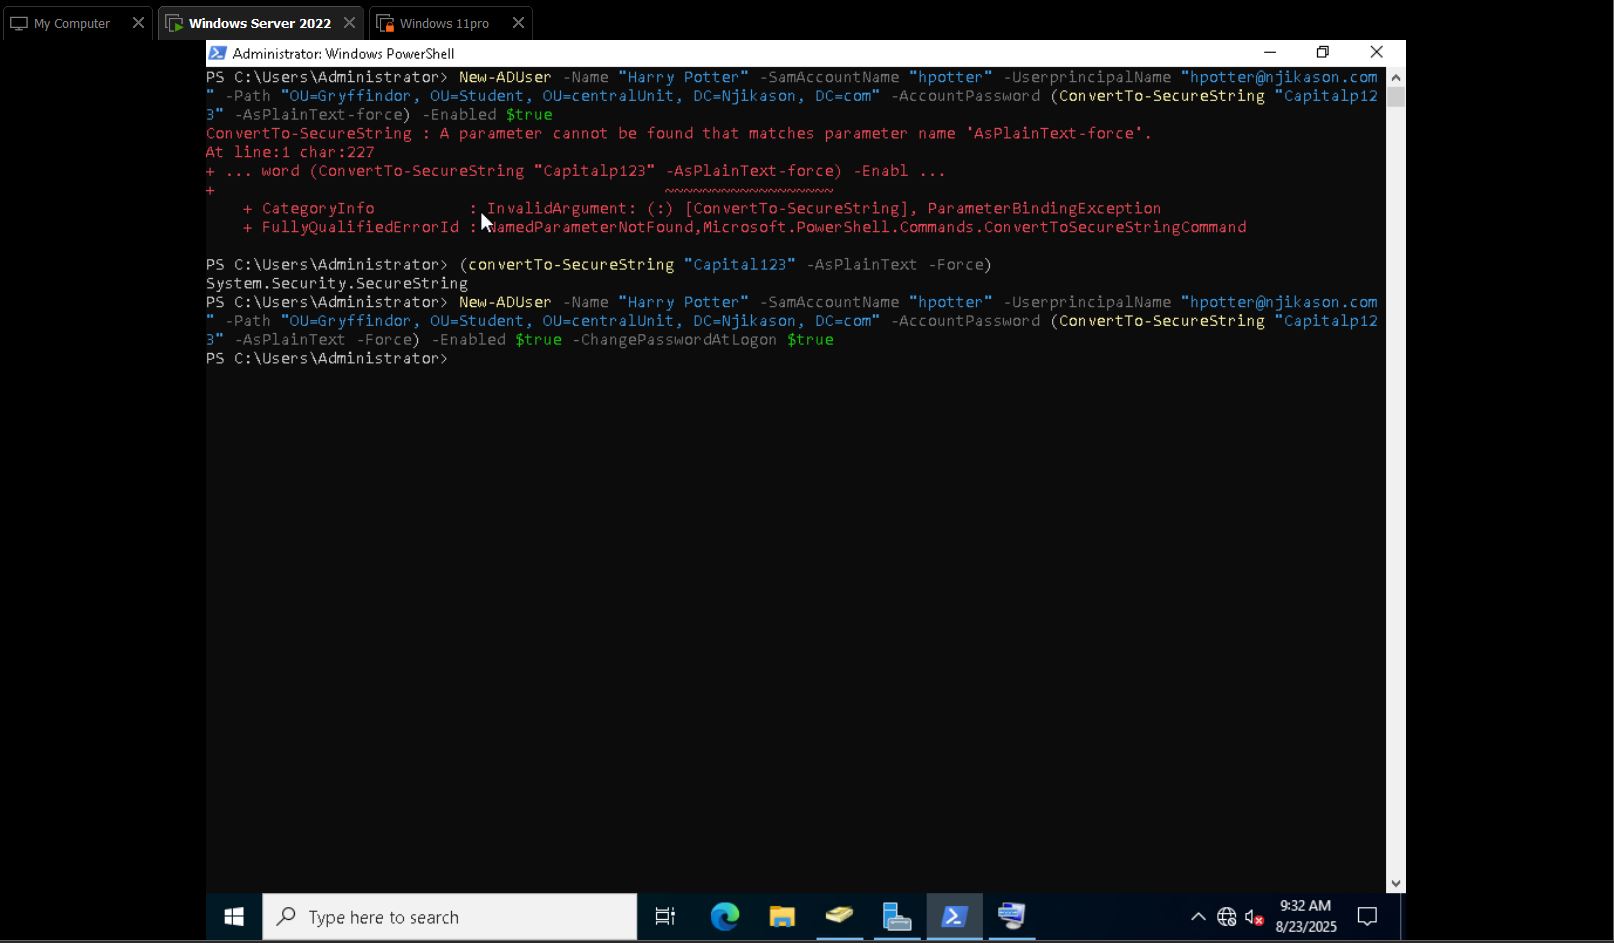 My Computer
Windows Server 2022
Windows 11pro
Administrator: Windows PowerShell
PS C:\Users\Administrator> New-ADUser -Name "Harry Potter" -SamAccountName "hpotter" -UserprincipalName "hpotter@njikason.com
" -Path "OU=Gryffindor, OU=Student, OU=centralUnit, DC=Njikason, DC=com" -AccountPassword (ConvertTo-SecureString "Capitalp12
3" -AsPlainText-force) -Enabled $true
ConvertTo-SecureString : A parameter cannot be found that matches parameter name 'AsPlainText-force'.
At line:1 char:227
+ ... word (ConvertTo-SecureString "Capitalp123" -AsPlainText-force) -Enabl ...
+ ~~~~~~~~~~~~~~~~~~
+ CategoryInfo : InvalidArgument: (:) [ConvertTo-SecureString], ParameterBindingException
+ FullyQualifiedErrorId : NamedParameterNotFound,Microsoft.PowerShell.Commands.ConvertToSecureStringCommand
PS C:\Users\Administrator> (convertTo-SecureString "Capital123" -AsPlainText -Force)
System.Security.SecureString
PS C:\Users\Administrator> New-ADUser -Name "Harry Potter" -SamAccountName "hpotter" -UserprincipalName "hpotter@njikason.com
" -Path "OU=Gryffindor, OU=Student, OU=centralUnit, DC=Njikason, DC=com" -AccountPassword (ConvertTo-SecureString "Capitalp12
3" -AsPlainText -Force) -Enabled $true -ChangePasswordAtLogon $true
PS C:\Users\Administrator>
Type here to search
9:32 AM
8/23/2025